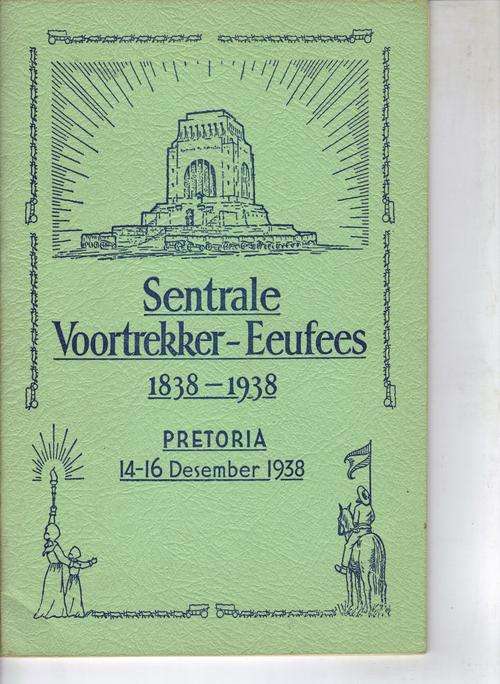 Sentrale
Voortrekker-Eeufees
1838-1938
PRETORIA
14-16 Desember 1938